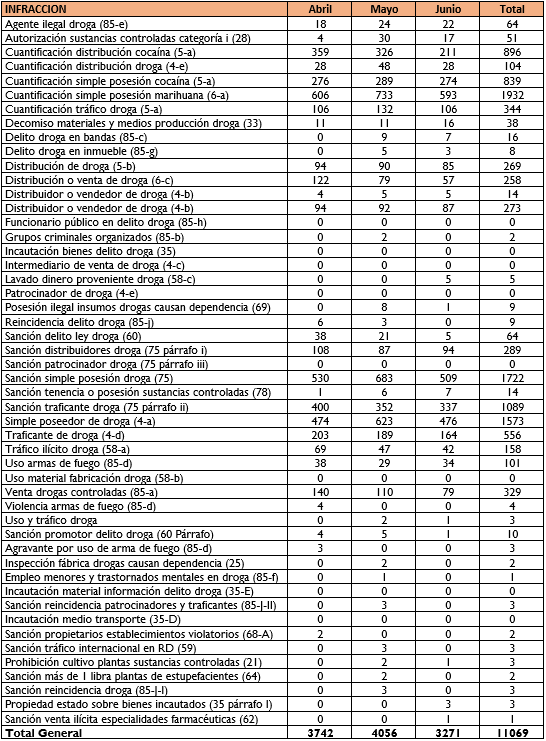 INFRACCION Abril Mayo Junio Total
Agente ilegal droga (85-e) 18 24 22 64
Autorización sustancias controladas categoría i (28) 4 30 17 51
Cuantificación distribución cocaína (5-a) 359 326 211 896
Cuantificación distribución droga (4-e) 28 48 28 104
Cuantificación simple posesión cocaína (5-a) 276 289 274 839
Cuantificación simple posesión marihuana (6-a) 606 733 593 1932
Cuantificación tráfico droga (5-a) 106 132 106 344
Decomiso materiales y medios producción droga (33) 11 11 16 38
Delito droga en bandas (85-c) 0 9 7 16
Delito droga en inmueble (85-g) 0 5 3 8
Distribución de droga (5-b) 94 90 85 269
Distribución o venta de droga (6-c) 122 79 57 258
Distribuidor o vendedor de droga (4-b) 4 5 5 14
Distribuidor o vendedor de droga (4-b) 94 92 87 273
Funcionario público en delito droga (85-h) 0 0 0 0
Grupos criminales organizados (85-b) 0 2 0 2
Incautación bienes delito droga (35) 0 0 0 0
Intermediario de venta de droga (4-c) 0 0 0 0
Lavado dinero proveniente droga (58-c) 0 0 5 5
Patrocinador de droga (4-e) 0 0 0 0
Posesión ilegal insumos drogas causan dependencia (69) 0 8 1 9
Reincidencia delito droga (85-j) 6 3 0 9
Sanción delito ley droga (60) 38 21 5 64
Sanción distribuidores droga (75 párrafo i) 108 87 94 289
Sanción patrocinador droga (75 párrafo iii) 0 0 0 0
Sanción simple posesión droga (75) 530 683 509 1722
Sanción tenencia o posesión sustancias controladas (78) 1 6 7 14
Sanción traficante droga (75 párrafo ii) 400 352 337 1089
Simple poseedor de droga (4-a) 474 623 476 1573
Traficante de droga (4-d) 203 189 164 556
Tráfico ilícito droga (58-a) 69 47 42 158
Uso armas de fuego (85-d) 38 29 34 101
Uso material fabricación droga (58-b) 0 0 0 0
Venta drogas controladas (85-a) 140 110 79 329
Violencia armas de fuego (85-d) 4 0 0 4
Uso y tráfico droga 0 2 1 3
Sanción promotor delito droga (60 Párrafo) 4 5 1 10
Agravante por uso de arma de fuego (85-d) 3 0 0 3
Inspección fábrica drogas causan dependencia (25) 0 2 0 2
Empleo menores y trastornados mentales en droga (85-f) 0 1 0 1
Incautación material información delito droga (35-E) 0 0 0 0
Sanción reincidencia patrocinadores y traficantes (85-J-II) 0 3 0 3
Incautación medio transporte (35-D) 0 0 0 0
Sanción propietarios establecimientos violatorios (68-A) 2 0 0 2
Sanción tráfico internacional en RD (59) 0 3 0 3
Prohibición cultivo plantas sustancias controladas (21) 0 2 1 3
Sanción más de 1 libra plantas de estupefacientes (64) 0 2 0 2
Sanción reincidencia droga (85-J-I) 0 3 0 3
Propiedad estado sobre bienes incautados (35 párrafo I) 0 0 3 3
Sanción venta ilícita especialidades farmacéuticas (62) 0 0 1 1
Total General 3742 4056 3271 11069